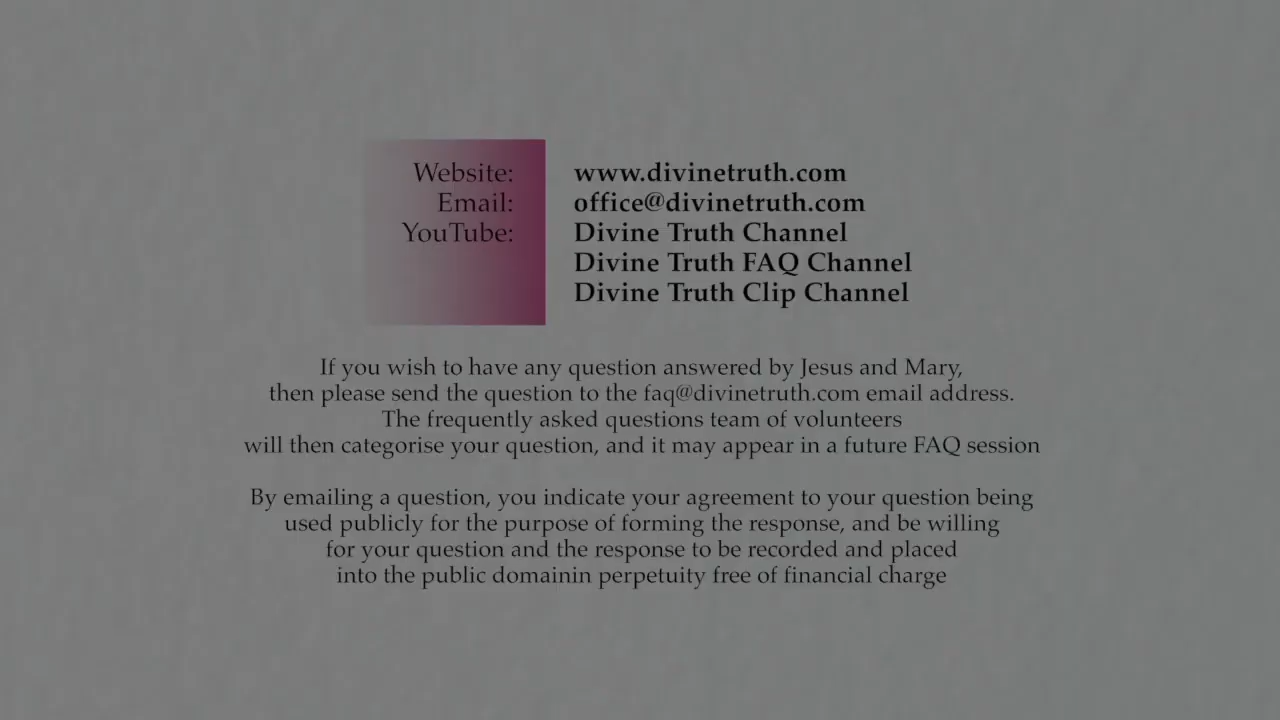 Website: www.divinetruth.com
Email: office@divinetruth.com
YouTube: Divine Truth Channel
Divine Truth FAQ Channel
Divine Truth Clip Channel
If you wish to have any question answered by Jesus and Mary,
then please send the question to the faq@divinetruth.com email address.
The frequently asked questions team of volunteers
will then categorise your question, and it may appear in a future FAQ session
By emailing a question, you indicate your agreement to your question being
used publicly for the purpose of forming the response, and be willing
for your question and the response to be recorded and placed
into the public domainin perpetuity free of financial charge